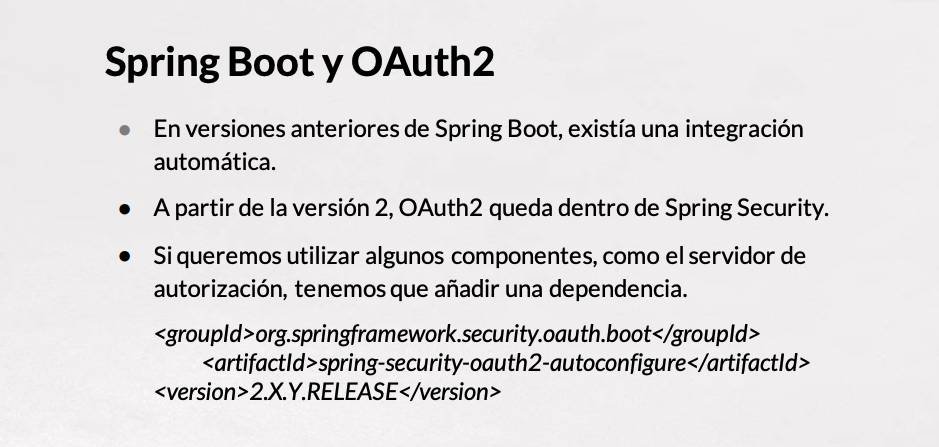 Spring Boot y OAuth2
● En versiones anteriores de Spring Boot, existía una integración
automática.
● A partir de la versión 2, OAuth2 queda dentro de Spring Security.
● Si queremos utilizar algunos componentes, como el servidor de
autorización, tenemos que añadir una dependencia.
<groupId>org.springframework.security.oauth.boot</groupId>
<artifactId>spring-security-oauth2-autoconfigure</artifactId>
<version>2.X.Y.RELEASE</version>